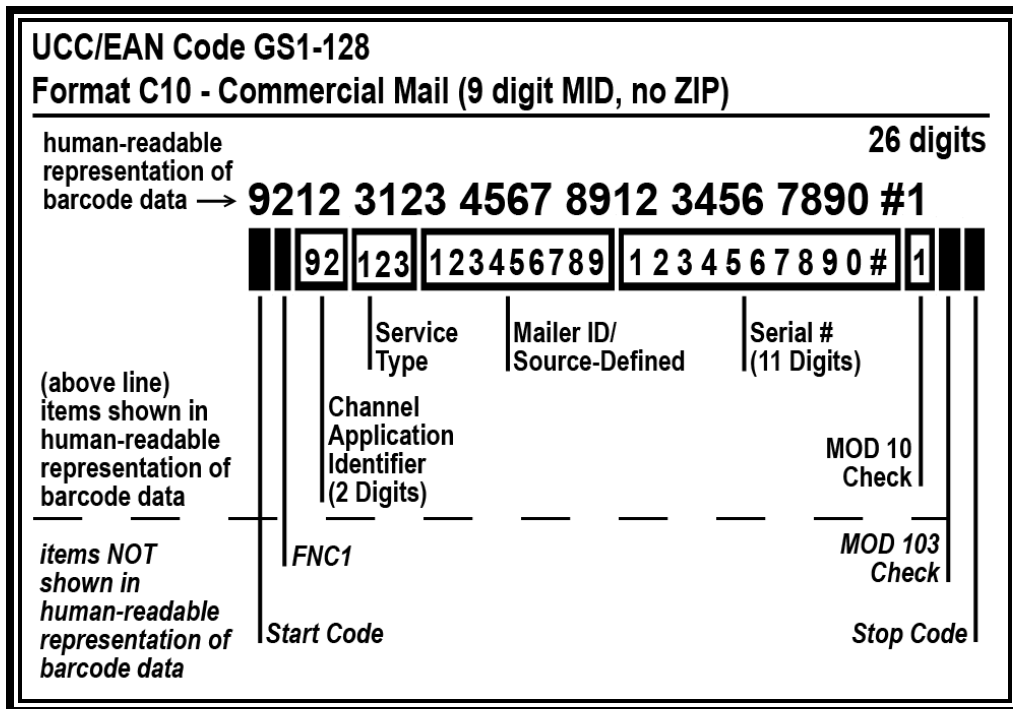 UCC/EAN Code GS1-128
Format C10 - Commercial Mail (9 digit MID, no ZIP)
26 digits
human-readable
representation of
barcode data
9212 3123 4567 8912 3456 7890 #1
92 123 123456789 1234567890# 1
Service
Type
Mailer ID/
Source-Defined
Serial #
(11 Digits)
(above line)
items shown in
human-readable
representation of
barcode data
Channel
Application
Identifier
(2 Digits)
MOD 10
Check
items NOT
shown in
human-readable
representation of
barcode data
FNC1
Start Code
MOD 103
Check
Stop Code